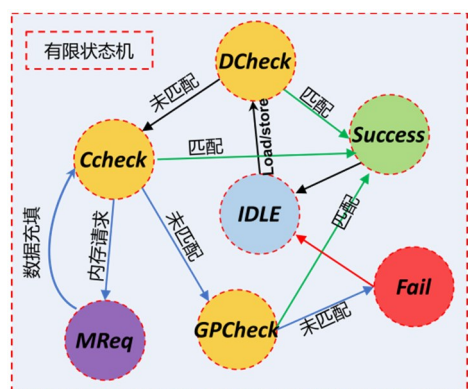 有限状态机
DCheck
未匹配
匹配
Load/store
Success
Ccheck
匹配
IDLE
数据充填
内存请求
未匹配
匹配
MReq
GPCheck
未匹配
Fail